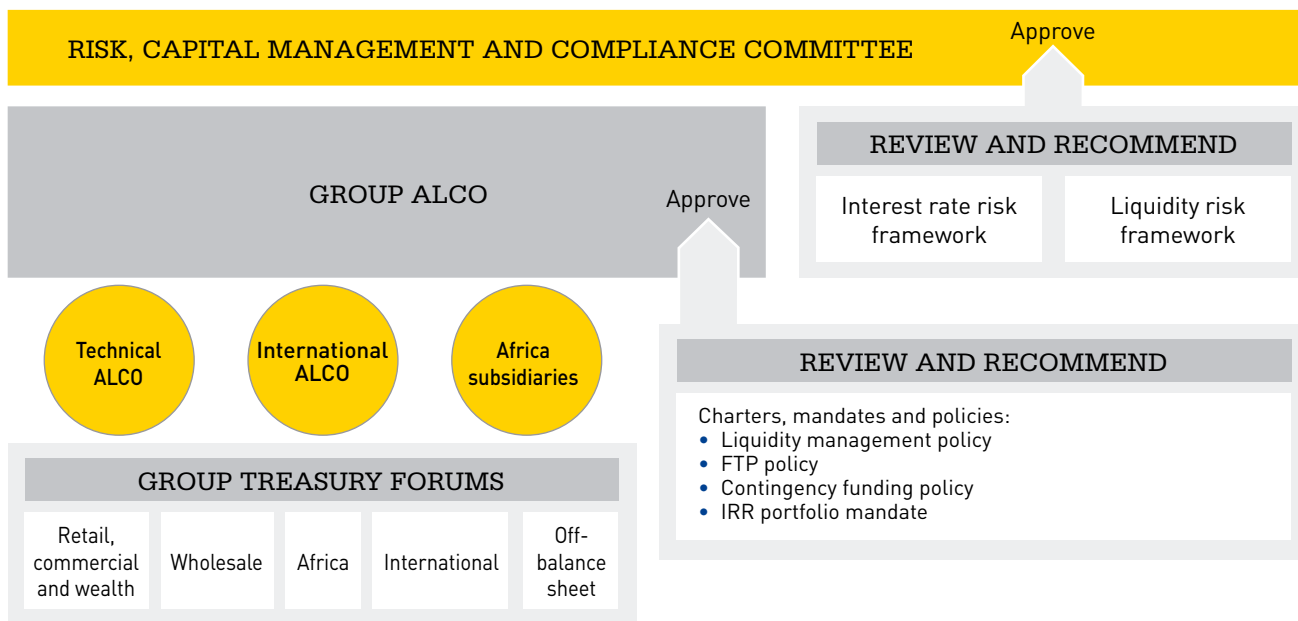 RISK, CAPITAL MANAGEMENT AND COMPLIANCE COMMITTEE
Approve
GROUP ALCO
Approve
REVIEW AND RECOMMEND
Interest rate risk
framework
Liquidity risk
framework
Technical
ALCO
International
ALCO
Africa
subsidiaries
REVIEW AND RECOMMEND
Charters, mandates and policies:
• Liquidity management policy
• FTP policy
• Contingency funding policy
• IRR portfolio mandate
GROUP TREASURY FORUMS
Retail,
commercial
and wealth
Wholesale
Africa
International
Off-
balance
sheet